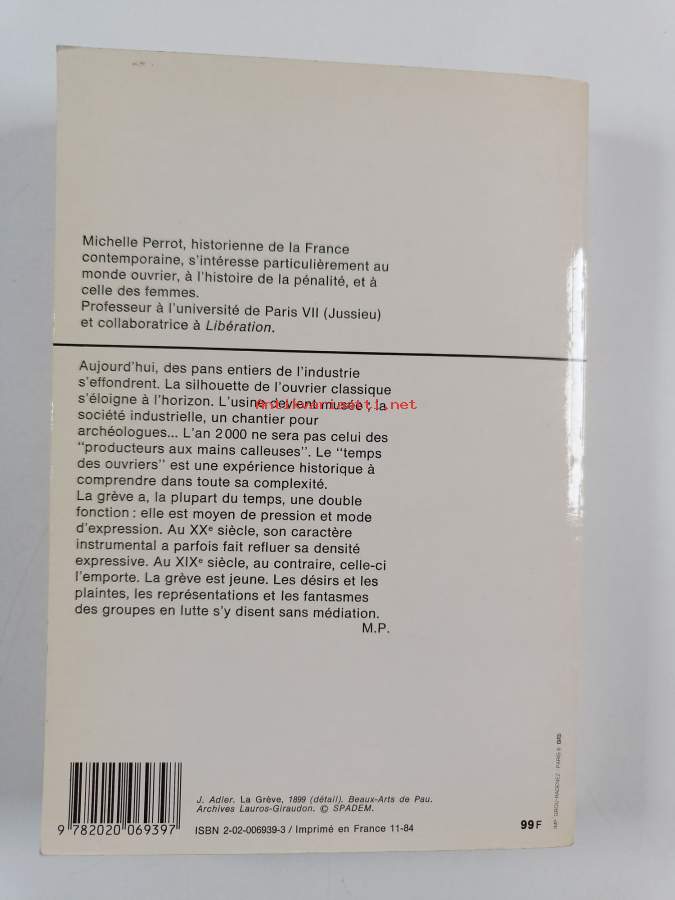 Michelle Perrot, historienne de la France
contemporaine, s'intéresse particulièrement au
monde ouvrier, à l'histoire de la pénalité, et à
celle des femmes.
Professeur à l'université de Paris VII (Jussieu)
et collaboratrice à Libération.
Aujourd'hui, des pans entiers de l'industrie
s'effondrent. La silhouette de l'ouvrier classique
s'éloigne à l'horizon. L'usine devient musée ; la
Antikvariaatti.net
société industrielle, un chantier pour
archéologues... L'an 2000 ne sera pas celui des
"producteurs aux mains calleuses". Le "temps
des ouvriers" est une expérience historique à
comprendre dans toute sa complexité.
La grève a, la plupart du temps, une double
fonction : elle est moyen de pression et mode
d'expression. Au XXe siècle, son caractère
instrumental a parfois fait refluer sa densité
expressive. Au XIXe siècle, au contraire, celle-ci
l'emporte. La grève est jeune. Les désirs et les
plaintes, les représentations et les fantasmes
des groupes en lutte s'y disent sans médiation.
M.P.
J. Adler. La Grève, 1899 (détail). Beaux-Arts de Pau.
Archives Lauros-Giraudon. © SPADEM.
9 782020 069397
ISBN 2-02-006939-3 / Imprimé en France 11-84
99 F